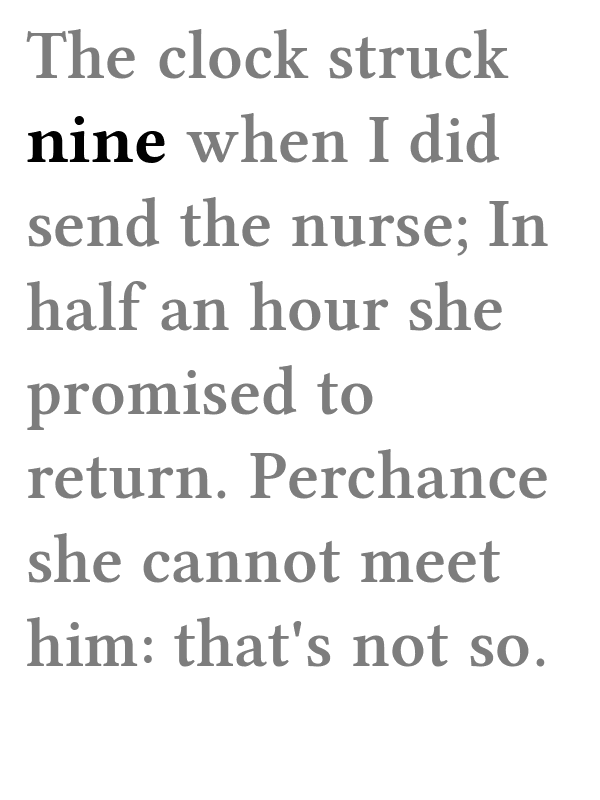 The clock struck
nine when I did
send the nurse; In
half an hour she
promised to
return. Perchance
she cannot meet
him: that's not so.